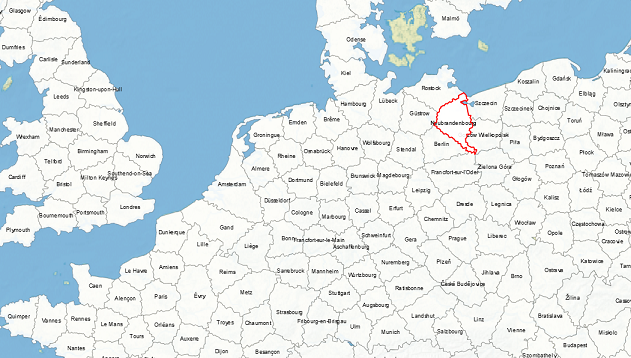 Glasgow
Édimbourg
Malmö
Dumfries
Odense
Carlisle
Sunderland
Kiel
Gdańsk
Kaliningrad
Koszalin
Rostock
Kingston-upon-Hull
Leeds
Elbląg
Hambourg
Lübeck
Szczecin
Szczecinek
Chojnice
Olsztyn
Güstrow
Emden
Brême
Sheffield
Neubrandenbourg
Toruń
Manchester
Wexham
Groningue
Gorzów Wielkopolski
Mława
Bydgoszcz
Wolfsbourg
Piła
Berlin
Birmingham
Hanovre
Stendal
Osnabrück
Norwich
Rheine
Płock
Telford
Almere
Zielona Góra
Poznań
Francfort-sur-l'Oder
Cardiff
Milton Keynes
Southend-on-Sea
Brunswick
Magdebourg
Tomaszów Mazowiecki
Dortmund
Bielefeld
Amsterdam
Głogów
Bristol
Łódź
Leipzig
Kalisz
Düsseldorf
Dresde
Legnica
Londres
Erfurt
Cassel
Cologne
Bournemouth
Portsmouth
Marbourg
Chemnitz
Wrocław
Częstochowa
Plymouth
Gand
Dunkerque
Schweinfurt
Gera
Prague
Liberec
Opole
Kielce
Bonn
Francfort-sur-le-Main
Lille
Liège
Aschaffenburg
Cracovie
Katowice
Nuremberg
Plzeň
Amiens
Le Havre
Reims
Sarrebruck
Mannheim
Wurtzbourg
Jihlava
Ostrava
Brno
Caen
Évry
Metz
Stuttgart
Ratisbonne
České Budějovice
Alençon
Paris
Žilina
Augsbourg
Quimper
Vannes
Rennes
Strasbourg
Landshut
Linz
Bratislava
Le Mans
Orléans
Troyes
Chaumont
Fribourg-en-Brisgau
Ulm
Munich
Salzbourg
Vienne
Miskolc
Nantes
Tours
Auxerre
Dijon
Besançon
Budapest
Szombathely